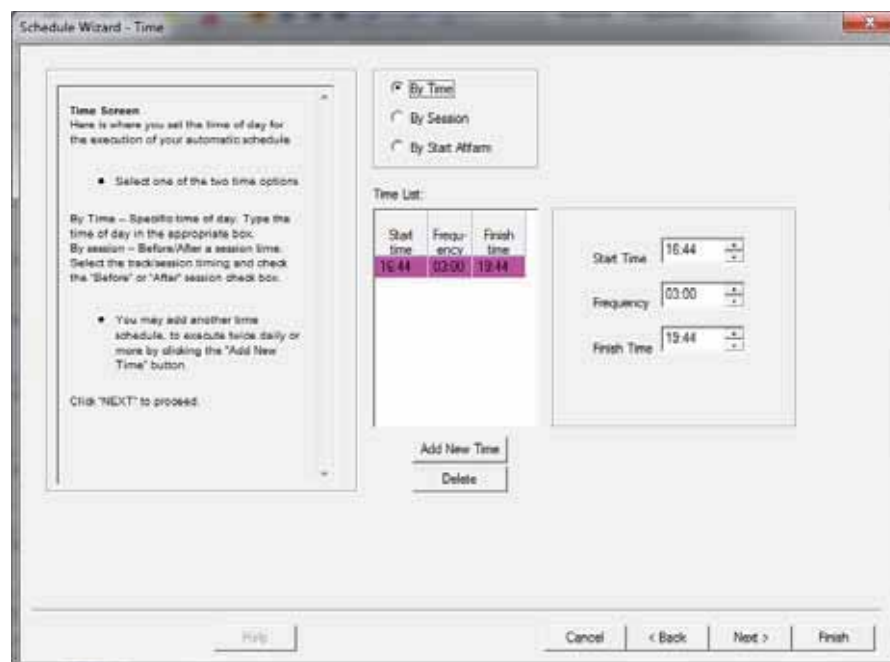 Schedule Wizard - Time
Time Screen
Here is where you set the time of day for
the execution of your automatic schedule
• Select one of the two time options
By Time – Specific time of day. Type the
time of day in the appropriate box.
By session – Before/After a session time.
Select the track/session timing and check
the "Before" or "After" session check box.
• You may add another time
schedule, to execute twice daily or
more by clicking the "Add New
Time" button
Click "NEXT" to proceed.
By Time
By Session
By Start Alfarm
Time List:
Start time Frequ-ency Finish time
16:44 03:00 19:44
Add New Time
Delete
Start Time 16:44
Frequency 03:00
Finish Time 19:44
Help
Cancel < Back Next > Finish